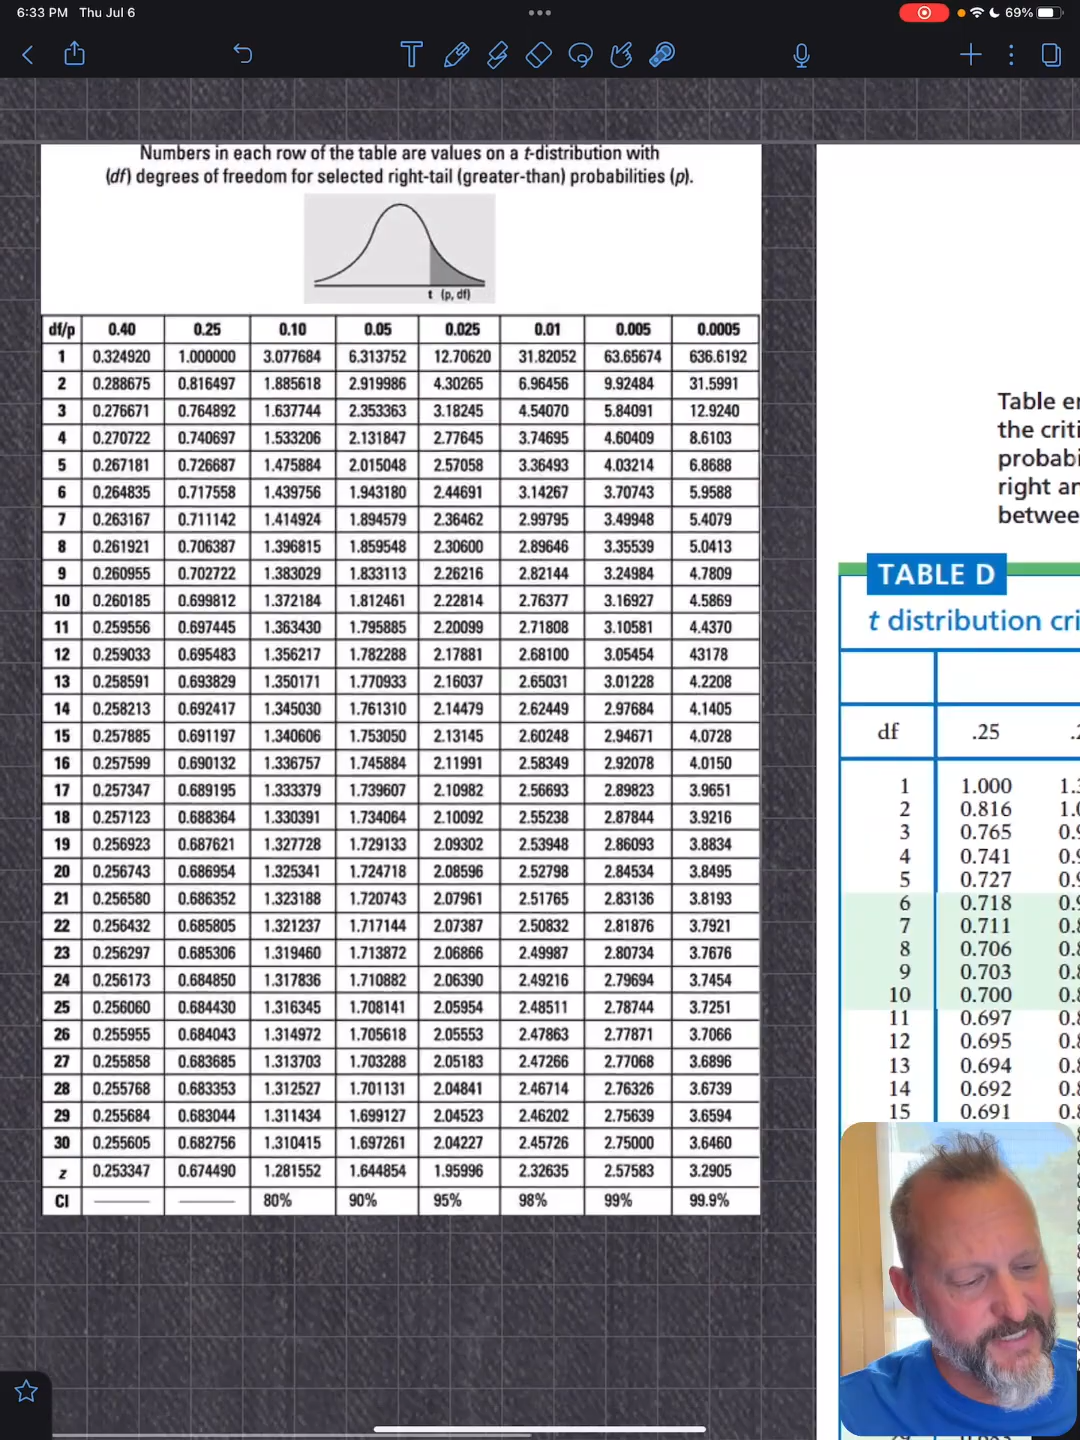 6:33 PM Thu Jul 6
69%
Numbers in each row of the table are values on a t-distribution with
(df) degrees of freedom for selected right-tail (greater-than) probabilities (p).
t (p, df)
df/p 0.40 0.25 0.10 0.05 0.025 0.01 0.005 0.0005
1 0.324920 1.000000 3.077684 6.313752 12.70620 31.82052 63.65674 636.6192
2 0.288675 0.816497 1.885618 2.919986 4.30265 6.96456 9.92484 31.5991
3 0.276671 0.764892 1.637744 2.353363 3.18245 4.54070 5.84091 12.9240
4 0.270722 0.740697 1.533206 2.131847 2.77645 3.74695 4.60409 8.6103
5 0.267181 0.726687 1.475884 2.015048 2.57058 3.36493 4.03214 6.8688
6 0.264835 0.717558 1.439756 1.943180 2.44691 3.14267 3.70743 5.9588
7 0.263167 0.711142 1.414924 1.894579 2.36462 2.99795 3.49948 5.4079
8 0.261921 0.706387 1.396815 1.859548 2.30600 2.89646 3.35539 5.0413
9 0.260955 0.702722 1.383029 1.833113 2.26216 2.82144 3.24984 4.7809
10 0.260185 0.699812 1.372184 1.812461 2.22814 2.76377 3.16927 4.5869
11 0.259556 0.697445 1.363430 1.795885 2.20099 2.71808 3.10581 4.4370
12 0.259033 0.695483 1.356217 1.782288 2.17881 2.68100 3.05454 43178
13 0.258591 0.693829 1.350171 1.770933 2.16037 2.65031 3.01228 4.2208
14 0.258213 0.692417 1.345030 1.761310 2.14479 2.62449 2.97684 4.1405
15 0.257885 0.691197 1.340606 1.753050 2.13145 2.60248 2.94671 4.0728
16 0.257599 0.690132 1.336757 1.745884 2.11991 2.58349 2.92078 4.0150
17 0.257347 0.689195 1.333379 1.739607 2.10982 2.56693 2.89823 3.9651
18 0.257123 0.688364 1.330391 1.734064 2.10092 2.55238 2.87844 3.9216
19 0.256923 0.687621 1.327728 1.729133 2.09302 2.53948 2.86093 3.8834
20 0.256743 0.686954 1.325341 1.724718 2.08596 2.52798 2.84534 3.8495
21 0.256580 0.686352 1.323188 1.720743 2.07961 2.51765 2.83136 3.8193
22 0.256432 0.685805 1.321237 1.717144 2.07387 2.50832 2.81876 3.7921
23 0.256297 0.685306 1.319460 1.713872 2.06866 2.49987 2.80734 3.7676
24 0.256173 0.684850 1.317836 1.710882 2.06390 2.49216 2.79694 3.7454
25 0.256060 0.684430 1.316345 1.708141 2.05954 2.48511 2.78744 3.7251
26 0.255955 0.684043 1.314972 1.705618 2.05553 2.47863 2.77871 3.7066
27 0.255858 0.683685 1.313703 1.703288 2.05183 2.47266 2.77068 3.6896
28 0.255768 0.683353 1.312527 1.701131 2.04841 2.46714 2.76326 3.6739
29 0.255684 0.683044 1.311434 1.699127 2.04523 2.46202 2.75639 3.6594
30 0.255605 0.682756 1.310415 1.697261 2.04227 2.45726 2.75000 3.6460
z 0.253347 0.674490 1.281552 1.644854 1.95996 2.32635 2.57583 3.2905
CI 80% 90% 95% 98% 99% 99.9%
Table
the
right
TABLE D
t distribution
df .25
1 1.000
2 0.816
3 0.765
4 0.741
5 0.727
6 0.718
7 0.711
8 0.706
9 0.703
10 0.700
11 0.697
12 0.695
13 0.694
14 0.692
15 0.691